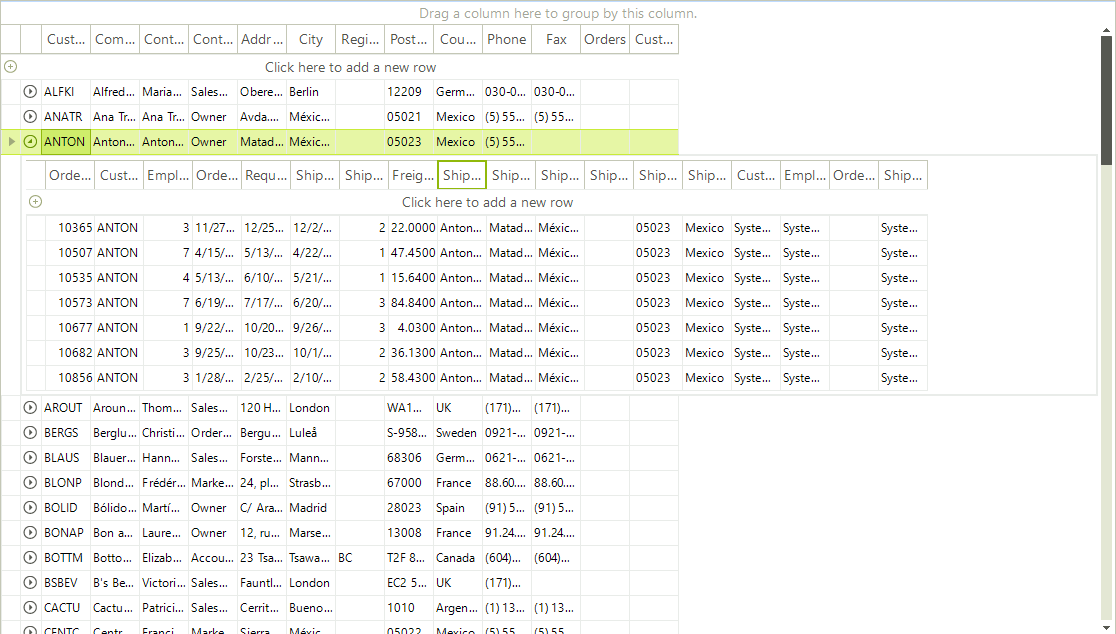 Drag a column here to group by this column.
Cust... Com... Cont... Cont... Addr... City Regi... Post... Cou... Phone Fax Orders Cust...
Click here to add a new row
ALFKI Alfred... Maria... Sales... Obere... Berlin 12209 Germ... 030-0... 030-0...
ANATR Ana Tr... Ana Tr... Owner Avda.... Méxic... 05021 Mexico (5) 55... (5) 55...
ANTON Anton... Anton... Owner Matad... Méxic... 05023 Mexico (5) 55...
Orde... Cust... Empl... Orde... Requ... Ship... Ship... Freig... Ship... Ship... Ship... Ship... Ship... Ship... Cust... Empl... Orde... Ship...
Click here to add a new row
10365 ANTON 3 11/27... 12/25... 12/2/... 2 22.0000 Anton... Matad... Méxic... 05023 Mexico Syste... Syste... Syste...
10507 ANTON 7 4/15/... 5/13/... 4/22/... 1 47.4500 Anton... Matad... Méxic... 05023 Mexico Syste... Syste... Syste...
10535 ANTON 4 5/13/... 6/10/... 5/21/... 1 15.6400 Anton... Matad... Méxic... 05023 Mexico Syste... Syste... Syste...
10573 ANTON 7 6/19/... 7/17/... 6/20/... 3 84.8400 Anton... Matad... Méxic... 05023 Mexico Syste... Syste... Syste...
10677 ANTON 1 9/22/... 10/20... 9/26/... 3 4.0300 Anton... Matad... Méxic... 05023 Mexico Syste... Syste... Syste...
10682 ANTON 3 9/25/... 10/23... 10/1/... 2 36.1300 Anton... Matad... Méxic... 05023 Mexico Syste... Syste... Syste...
10856 ANTON 3 1/28/... 2/25/... 2/10/... 2 58.4300 Anton... Matad... Méxic... 05023 Mexico Syste... Syste... Syste...
AROUT Aroun... Thom... Sales... 120 H... London WA1... UK (171)... (171)...
BERGS Berglu... Christi... Order... Bergu... Luleå S-958... Sweden 0921-... 0921-...
BLAUS Blauer... Hann... Sales... Forste... Mann... 68306 Germ... 0621-... 0621-...
BLONP Blond... Frédér... Marke... 24, pl... Strasb... 67000 France 88.60.... 88.60....
BOLID Bólido... Martí... Owner C/ Ara... Madrid 28023 Spain (91) 5... (91) 5...
BONAP Bon a... Laure... Owner 12, ru... Marse... 13008 France 91.24.... 91.24....
BOTTM Botto... Elizab... Accou... 23 Tsa... Tsawa... BC T2F 8... Canada (604)... (604)...
BSBEV B's Be... Victori... Sales... Fauntl... London EC2 5... UK (171)...
CACTU Cactu... Patrici... Sales... Cerrit... Bueno... 1010 Argen... (1) 13... (1) 13...
CENTC Centr... Franci... Marke... Sierra... Méxic... 05022 Mexico (5) 55... (5) 55...